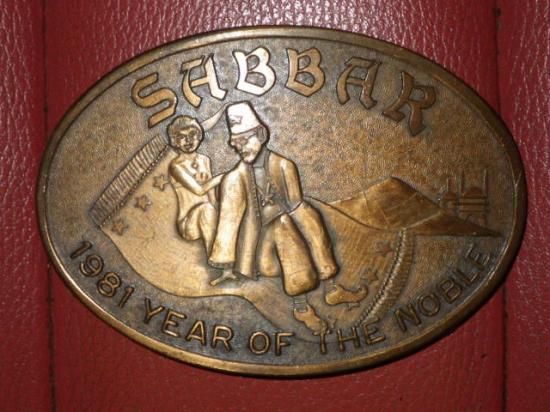 SABBAR
1981 YEAR OF THE NOBLE